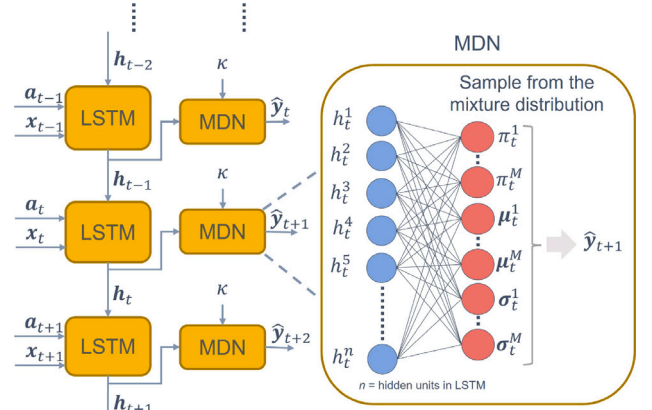 h_{t−2}
κ
a_{t−1}
x_{t−1}
LSTM
MDN
ŷ_t
h_{t−1}
κ
a_t
x_t
LSTM
MDN
ŷ_{t+1}
h_t
κ
a_{t+1}
x_{t+1}
LSTM
MDN
ŷ_{t+2}
h_{t+1}
MDN
Sample from the
mixture distribution
h_t^1
h_t^2
h_t^3
h_t^4
h_t^5
h_t^n
n = hidden units in LSTM
π_t^1
π_t^M
μ_t^1
μ_t^M
σ_t^1
σ_t^M
ŷ_{t+1}